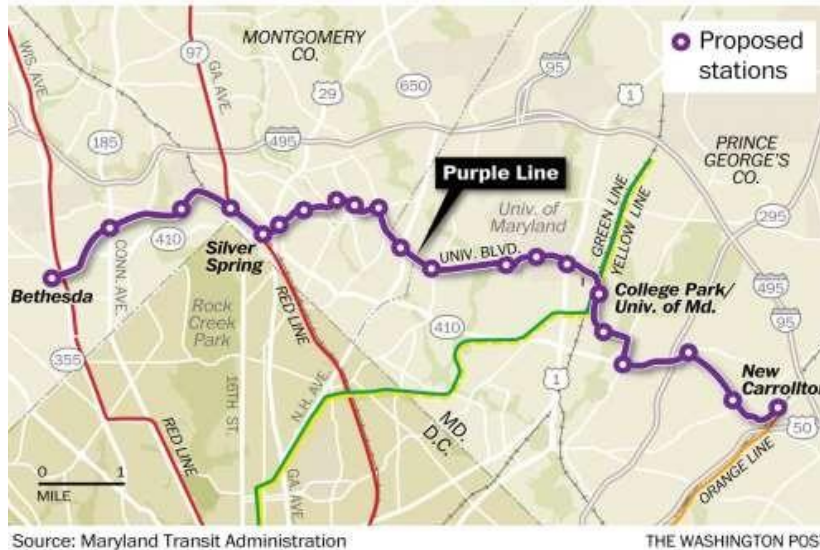 Proposed
stations
MONTGOMERY
CO.
WIS. AVE.
97
GA. AVE.
29
650
95
1
185
495
PRINCE
GEORGE'S
CO.
Purple Line
Univ. of
Maryland
GREEN LINE
YELLOW LINE
295
410
Silver
Spring
UNIV. BLVD.
CONN. AVE.
Bethesda
College Park/
Univ. of Md.
495
95
Rock
Creek
Park
RED LINE
410
355
16TH ST.
N.H. AVE.
1
New
Carrollton
50
MD.
D.C.
RED LINE
GA. AVE.
ORANGE LINE
0 1
MILE
Source: Maryland Transit Administration
THE WASHINGTON POS